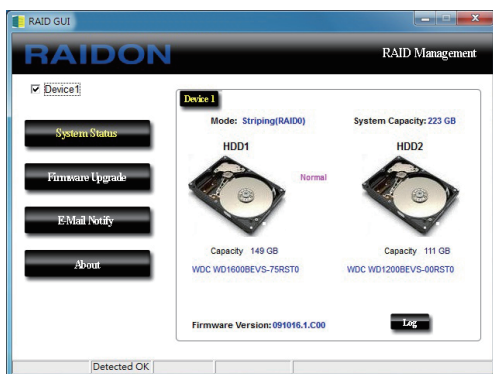 RAID GUI
RAIDON
RAID Management
Device1
System Status
Firmware Upgrade
E-Mail Notify
About
Device 1
Mode: Striping(RAID0) System Capacity: 223 GB
HDD1 HDD2
Normal
Capacity 149 GB Capacity 111 GB
WDC WD1600BEVS-75RST0 WDC WD1200BEVS-00RST0
Firmware Version: 091016.1.C00
Log
Detected OK